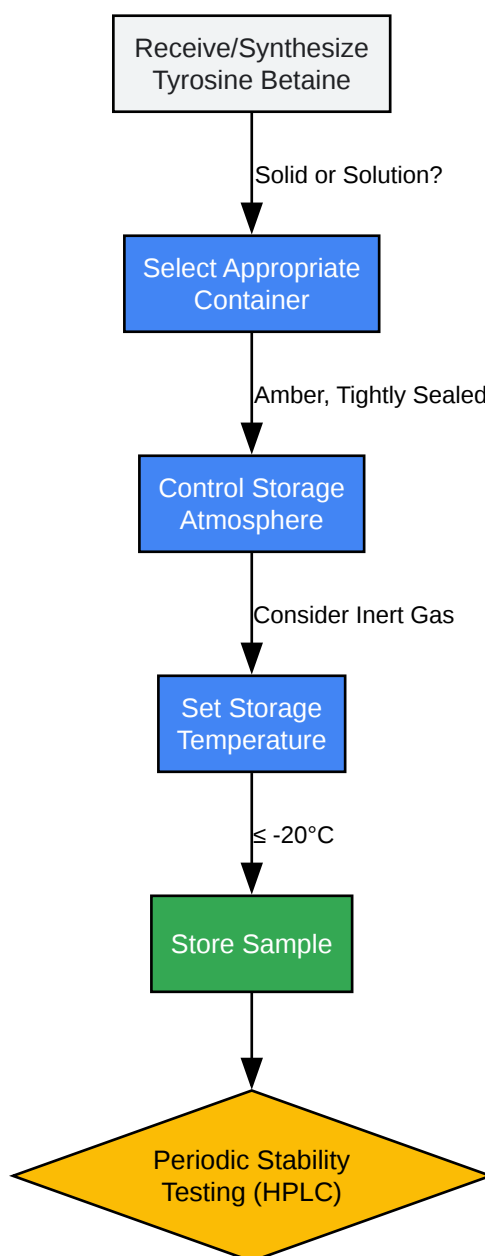 Receive/Synthesize
Tyrosine Betaine
Solid or Solution?
Select Appropriate
Container
Amber, Tightly Sealed
Control Storage
Atmosphere
Consider Inert Gas
Set Storage
Temperature
≤ -20°C
Store Sample
Periodic Stability
Testing (HPLC)